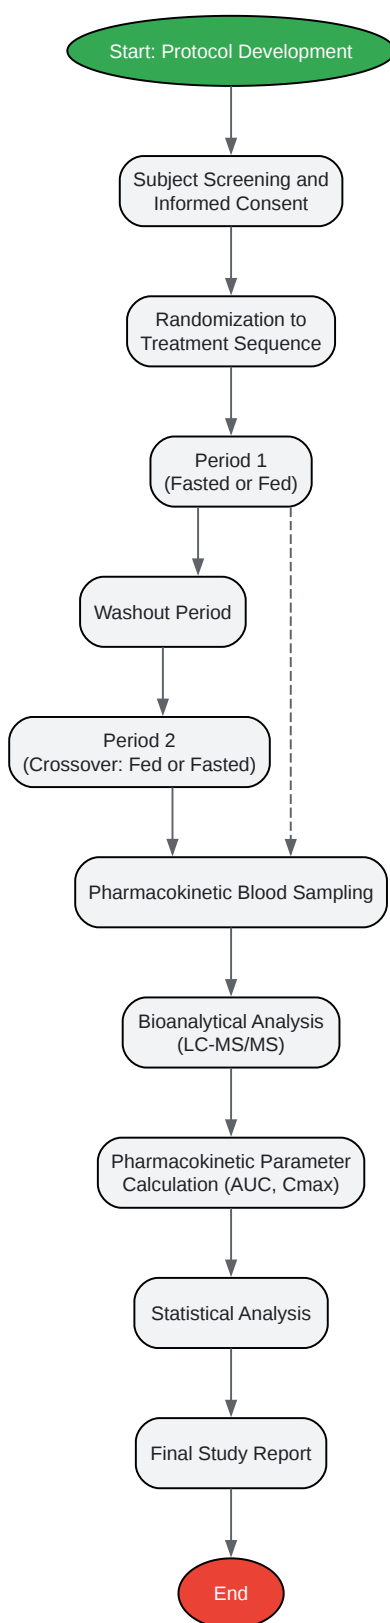 Start: Protocol Development
Subject Screening and
Informed Consent
Randomization to
Treatment Sequence
Period 1
(Fasted or Fed)
Washout Period
Period 2
(Crossover: Fed or Fasted)
Pharmacokinetic Blood Sampling
Bioanalytical Analysis
(LC-MS/MS)
Pharmacokinetic Parameter
Calculation (AUC, Cmax)
Statistical Analysis
Final Study Report
End